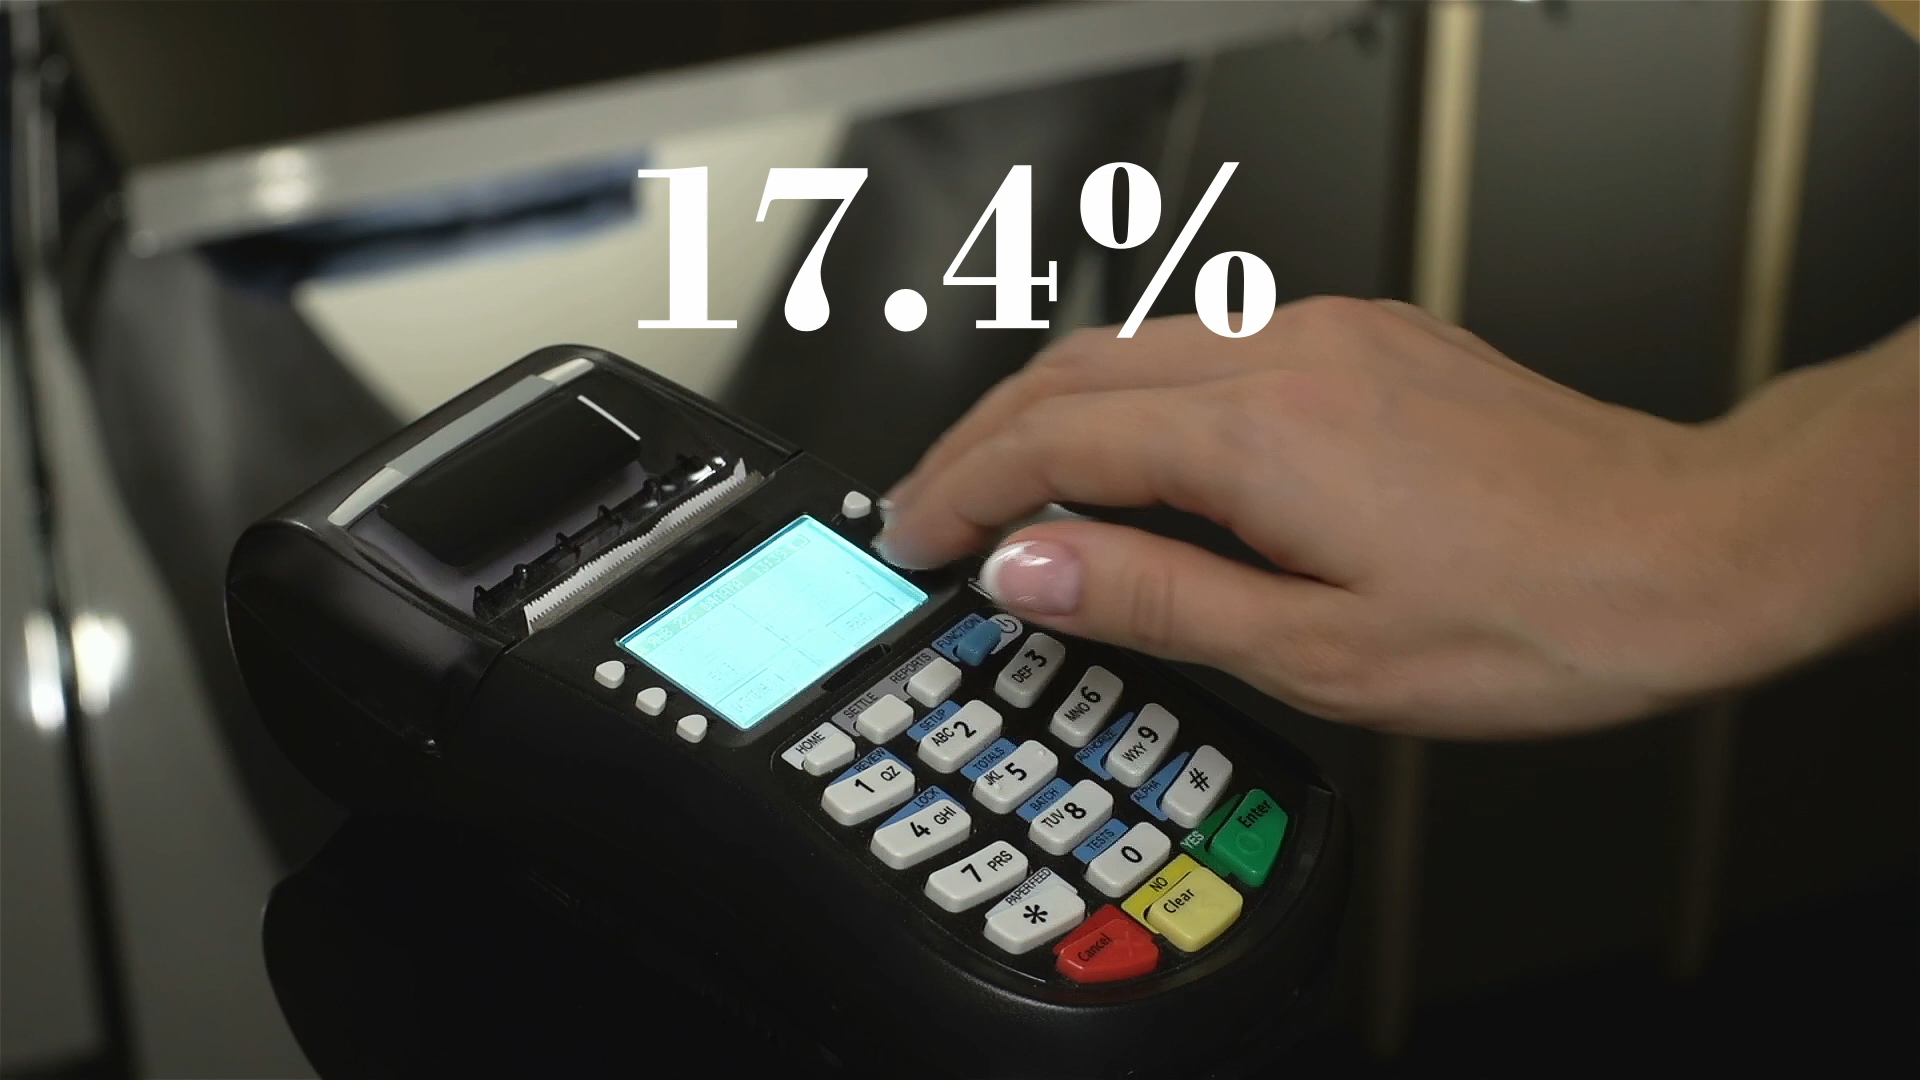 17.4%
FUNCTION
REPORTS
DEF 3
SETTLE
SETUP
MNO 6
HOME
ABC 2
AUTHORIZE
WXY 9
REVIEW
TOTALS
1 QZ
JKL 5
ALPHA
#
LOCK
BATCH
4 GHI
TUV 8
YES
Enter
TESTS
7 PRS
0
PAPER FEED
NO
*
Clear
Cancel